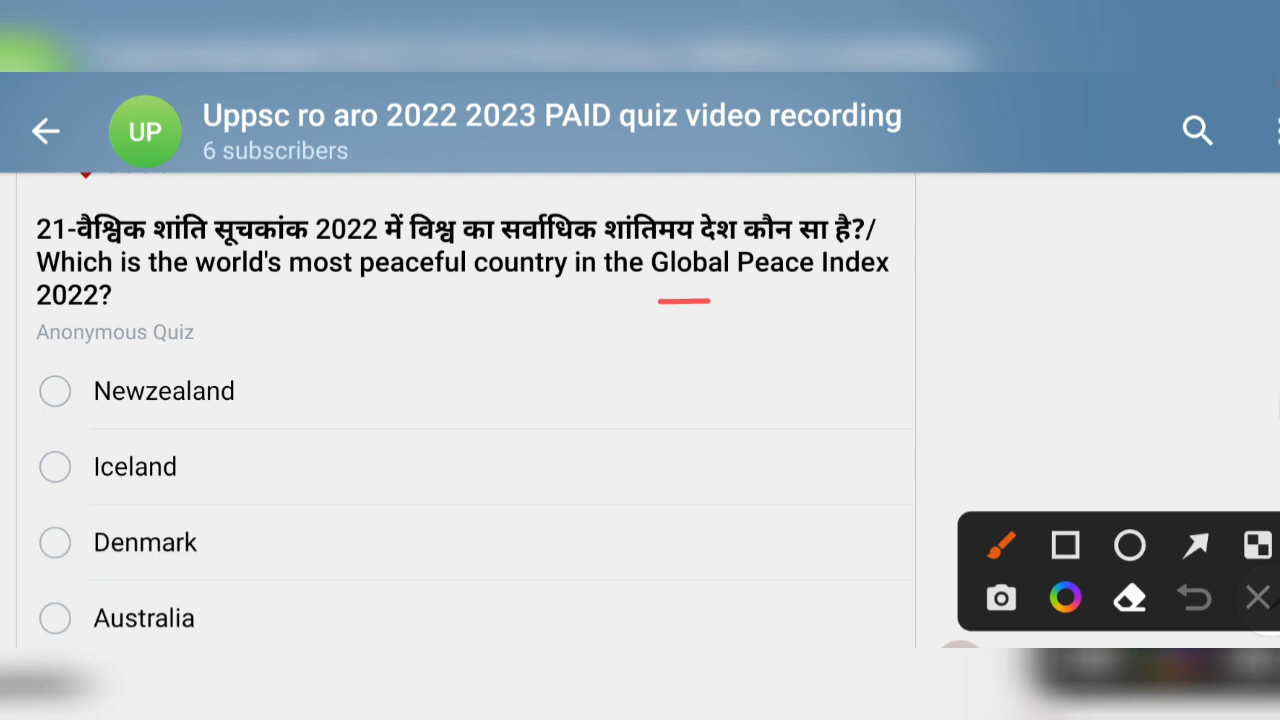 UP
Uppsc ro aro 2022 2023 PAID quiz video recording
6 subscribers
21-वैश्विक शांति सूचकांक 2022 में विश्व का सर्वाधिक शांतिमय देश कौन सा है?/
Which is the world's most peaceful country in the Global Peace Index
2022?
Anonymous Quiz
Newzealand
Iceland
Denmark
Australia